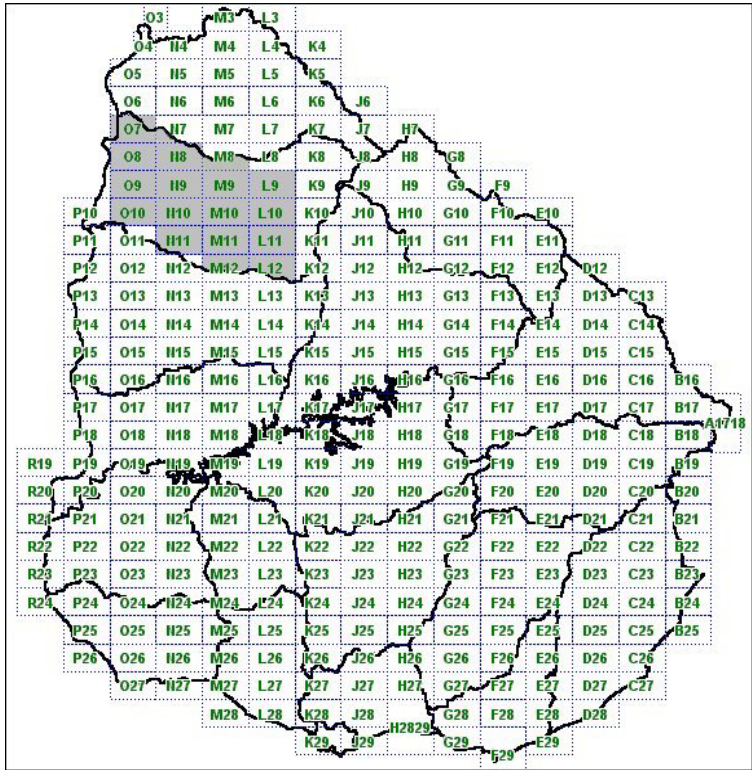 O3 M3 L3
O4 N4 M4 L4 K4
O5 N5 M5 L5 K5
O6 N6 M6 L6 K6 J6
O7 N7 M7 L7 K7 J7 H7
O8 N8 M8 L8 K8 J8 H8 G8
O9 N9 M9 L9 K9 J9 H9 G9 F9
P10 O10 N10 M10 L10 K10 J10 H10 G10 F10 E10
P11 O11 N11 M11 L11 K11 J11 H11 G11 F11 E11
P12 O12 N12 M12 L12 K12 J12 H12 G12 F12 E12 D12
P13 O13 N13 M13 L13 K13 J13 H13 G13 F13 E13 D13 C13
P14 O14 N14 M14 L14 K14 J14 H14 G14 F14 E14 D14 C14
P15 O15 N15 M15 L15 K15 J15 H15 G15 F15 E15 D15 C15
P16 O16 N16 M16 L16 K16 J16 H16 G16 F16 E16 D16 C16 B16
P17 O17 N17 M17 L17 K17 J17 H17 G17 F17 E17 D17 C17 B17
A1718
P18 O18 N18 M18 L18 K18 J18 H18 G18 F18 E18 D18 C18 B18
R19 P19 O19 N19 M19 L19 K19 J19 H19 G19 F19 E19 D19 C19 B19
R20 P20 O20 N20 M20 L20 K20 J20 H20 G20 F20 E20 D20 C20 B20
R21 P21 O21 N21 M21 L21 K21 J21 H21 G21 F21 E21 D21 C21 B21
R22 P22 O22 N22 M22 L22 K22 J22 H22 G22 F22 E22 D22 C22 B22
R23 P23 O23 N23 M23 L23 K23 J23 H23 G23 F23 E23 D23 C23 B23
R24 P24 O24 N24 M24 L24 K24 J24 H24 G24 F24 E24 D24 C24 B24
P25 O25 N25 M25 L25 K25 J25 H25 G25 F25 E25 D25 C25 B25
P26 O26 N26 M26 L26 K26 J26 H26 G26 F26 E26 D26 C26
O27 N27 M27 L27 K27 J27 H27 G27 F27 E27 D27 C27
M28 L28 K28 J28 H2829 G28 F28 E28 D28
K29 J29 G29 F29 E29